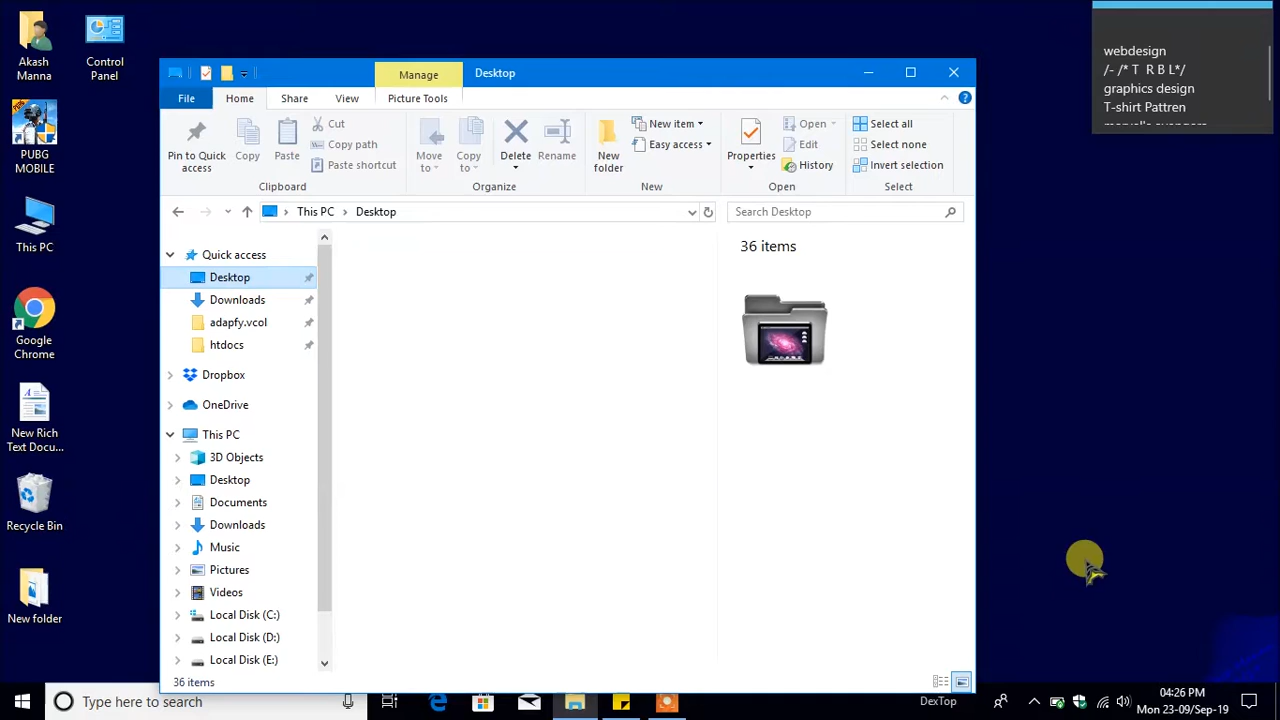 Akash
Manna
Control
Panel
PUBG
MOBILE
This PC
Google
Chrome
New Rich
Text Docu...
Recycle Bin
New folder
Manage
Desktop
File
Home
Share
View
Picture Tools
Pin to Quick
access
Copy
Paste
Cut
Copy path
Paste shortcut
Clipboard
Move
to
Copy
to
Delete
Rename
Organize
New
folder
New item
Easy access
New
Properties
Open
Edit
History
Open
Select all
Select none
Invert selection
Select
This PC
Desktop
Search Desktop
Quick access
Desktop
Downloads
adapfy.vcol
htdocs
Dropbox
OneDrive
This PC
3D Objects
Desktop
Documents
Downloads
Music
Pictures
Videos
Local Disk (C:)
Local Disk (D:)
Local Disk (E:)
36 items
36 items
webdesign
/- /* T R B L*/
graphics design
T-shirt Pattren
Type here to search
DexTop
04:26 PM
Mon 23-09/Sep-19